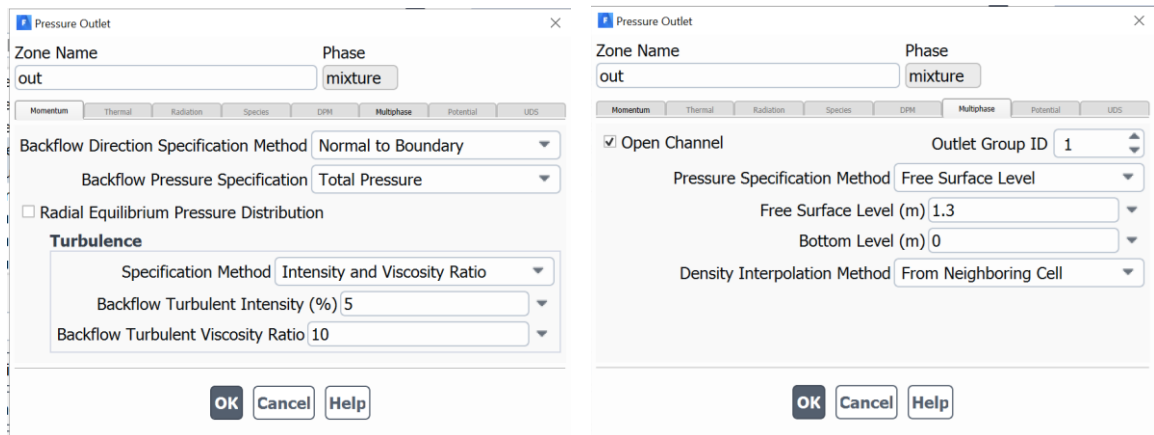 Pressure Outlet
Zone Name Phase
out mixture
Momentum Thermal Radiation Species DPM Multiphase Potential UDS
Backflow Direction Specification Method Normal to Boundary
Backflow Pressure Specification Total Pressure
Radial Equilibrium Pressure Distribution
Turbulence
Specification Method Intensity and Viscosity Ratio
Backflow Turbulent Intensity (%) 5
Backflow Turbulent Viscosity Ratio 10
OK Cancel Help
Pressure Outlet
Zone Name Phase
out mixture
Momentum Thermal Radiation Species DPM Multiphase Potential UDS
Open Channel Outlet Group ID 1
Pressure Specification Method Free Surface Level
Free Surface Level (m) 1.3
Bottom Level (m) 0
Density Interpolation Method From Neighboring Cell
OK Cancel Help